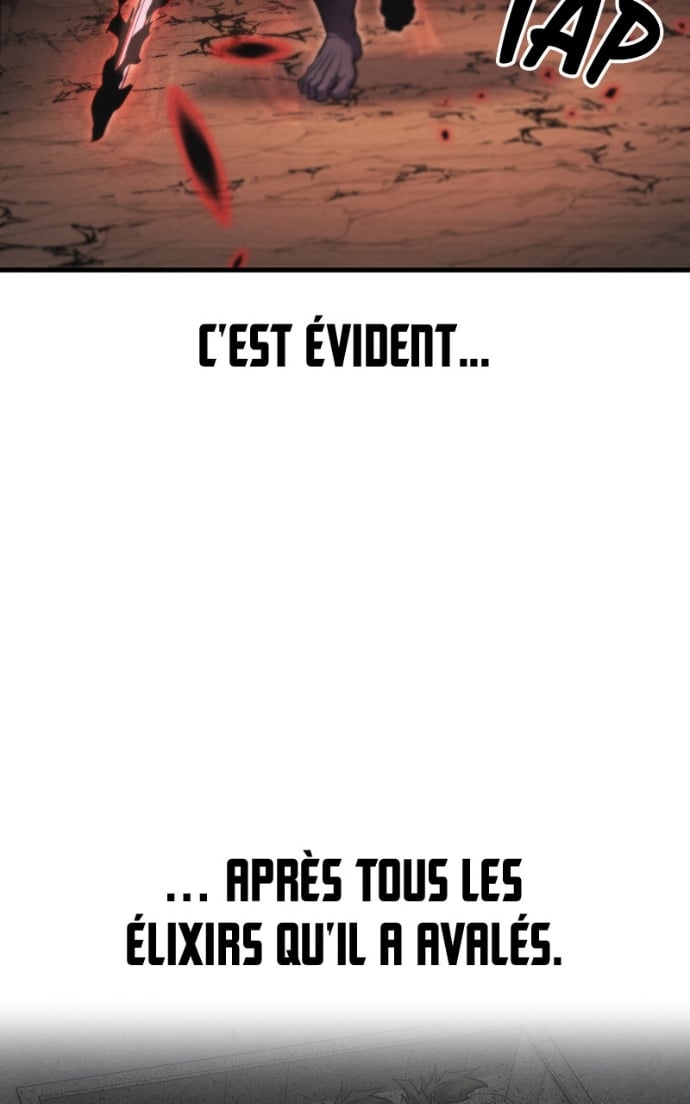 TAP
C'EST ÉVIDENT...
... APRÈS TOUS LES
ÉLIXIRS QU'IL A AVALÉS.